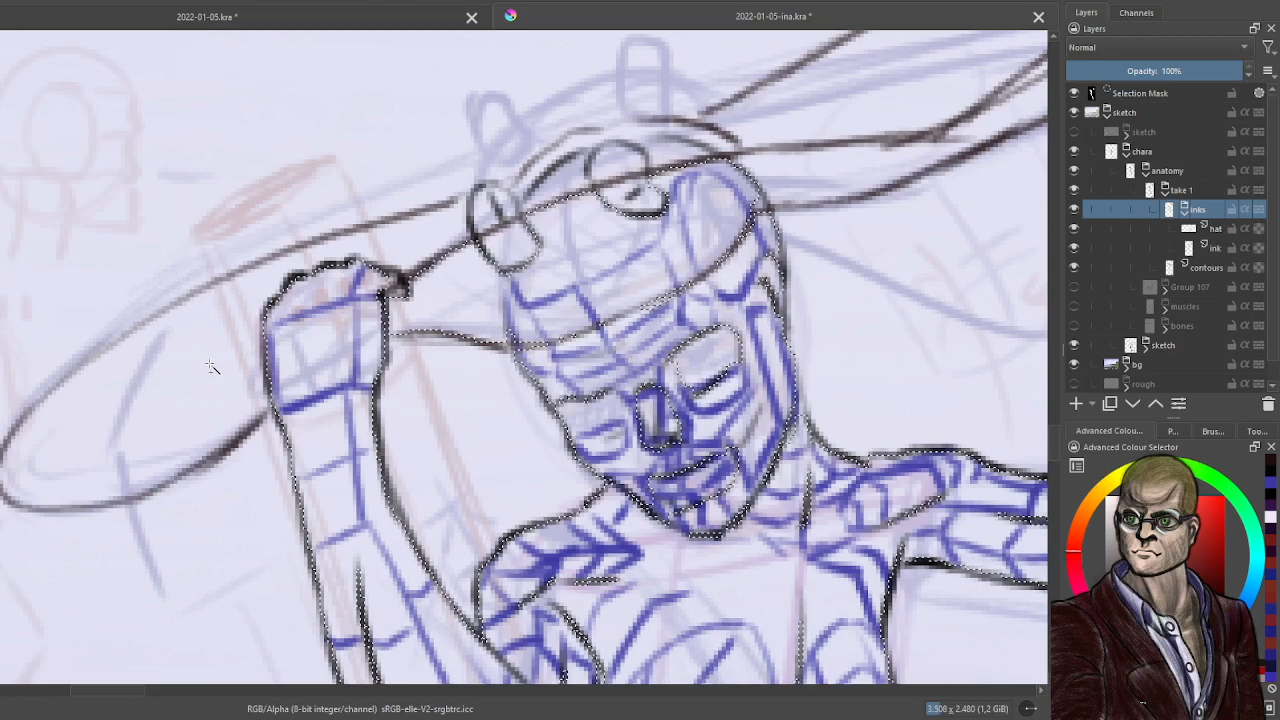 2022-01-05.kra *
2022-01-05-ina.kra *
Layers
Channels
Layers
Normal
Opacity: 100%
Selection Mask
sketch
sketch
chara
anatomy
take 1
inks
hat
ink
contours
Group 107
muscles
bones
sketch
bg
rough
Advanced Colou...
P...
Brus...
Too...
Advanced Colour Selector
RGB/Alpha (8-bit integer/channel) sRGB-elle-V2-srgbtrc.icc
3.508 x 2.480 (1,2 GiB)